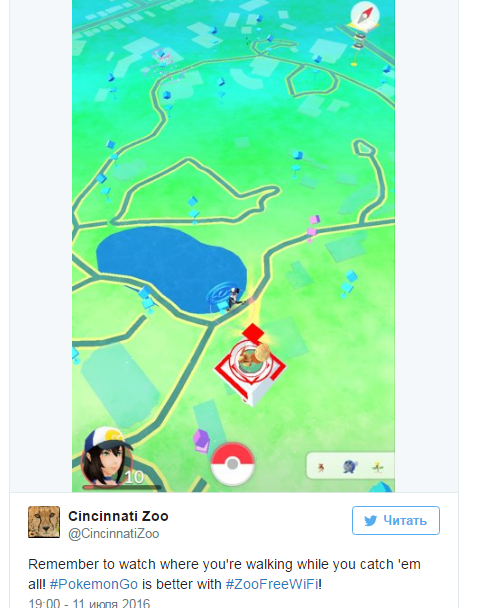 10
Cincinnati Zoo
@CincinnatiZoo
Читать
Remember to watch where you're walking while you catch 'em
all! #PokemonGo is better with #ZooFreeWiFi!
19:00 - 11 июля 2016